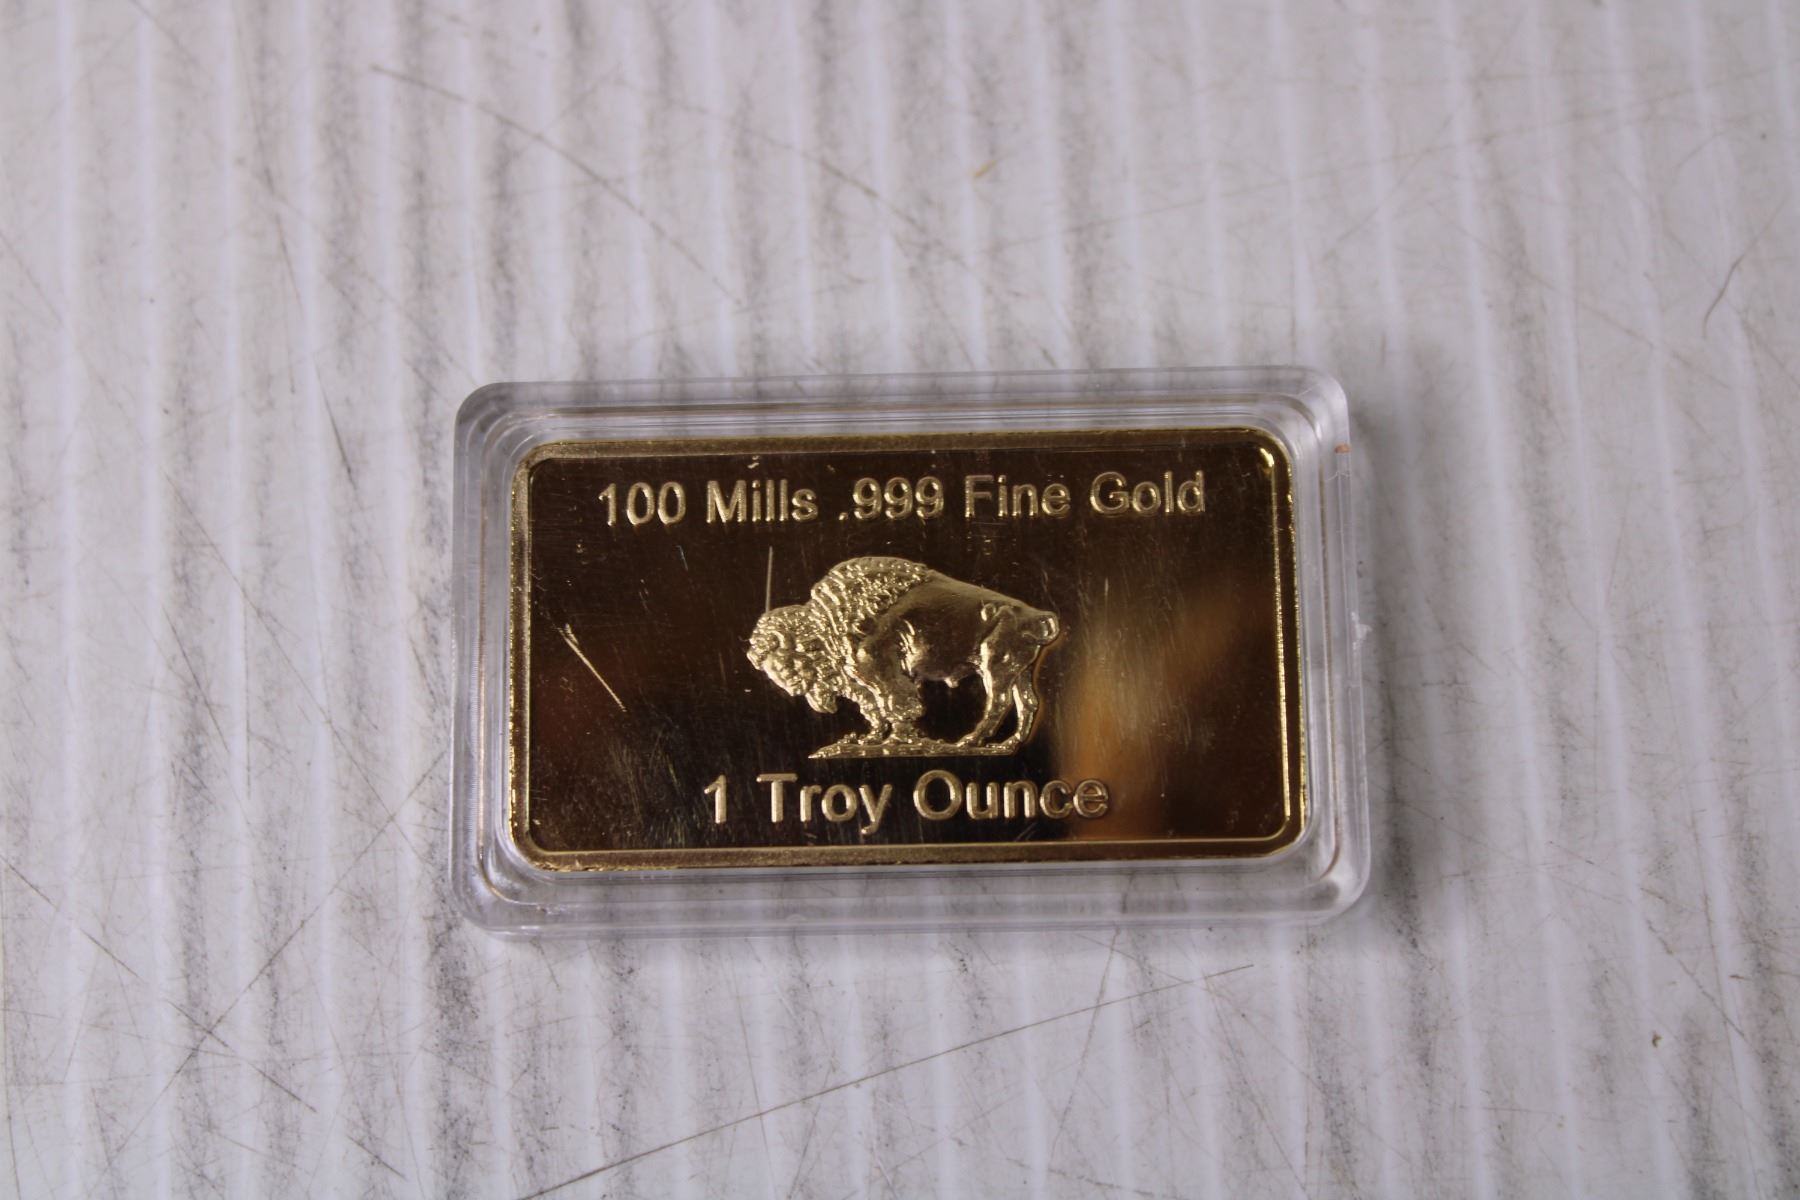 100 Mills .999 Fine Gold
1 Troy Ounce